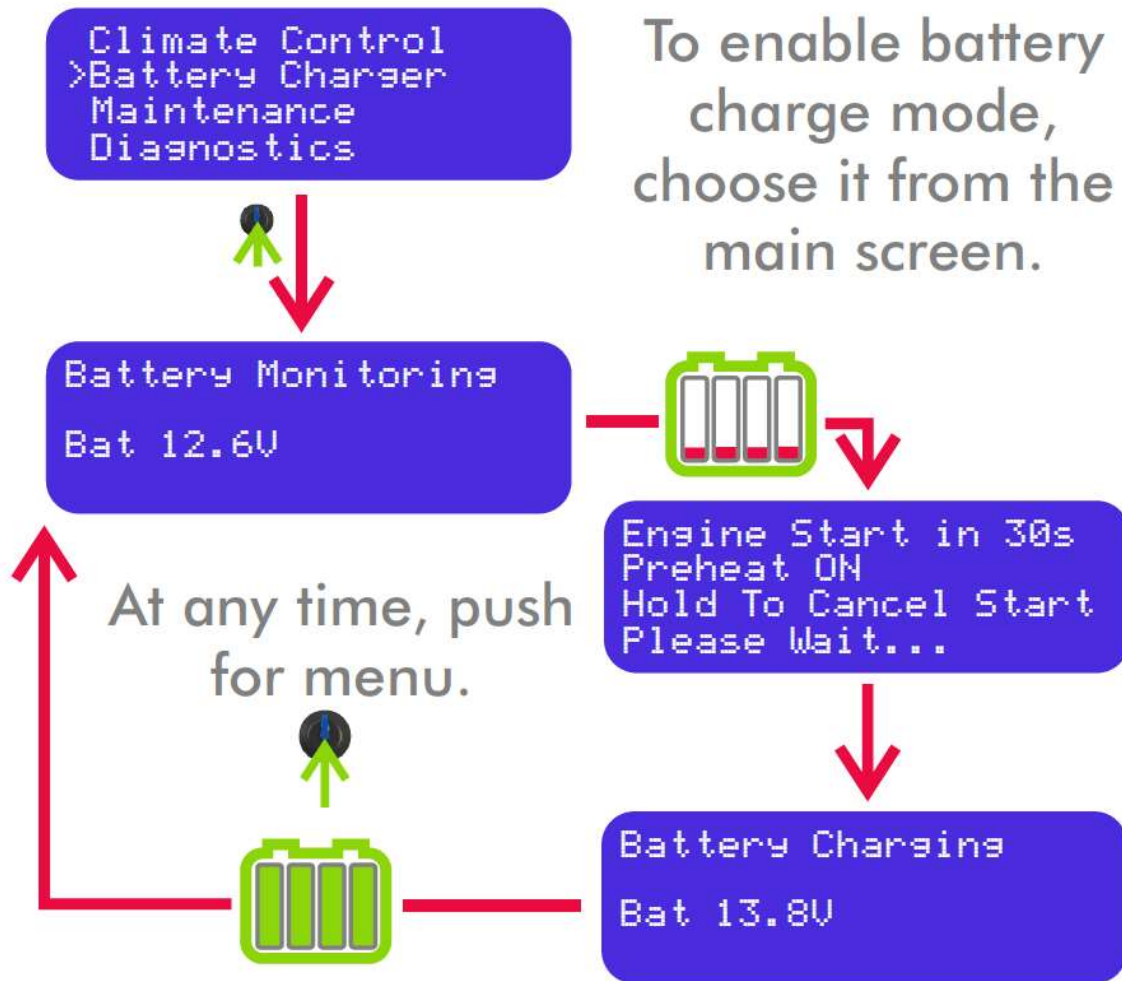 Climate Control
>Battery Charger
Maintenance
Diagnostics
To enable battery
charge mode,
choose it from the
main screen.
Battery Monitoring
Bat 12.6V
Engine Start in 30s
Preheat ON
Hold To Cancel Start
Please Wait...
At any time, push
for menu.
Battery Charging
Bat 13.8V